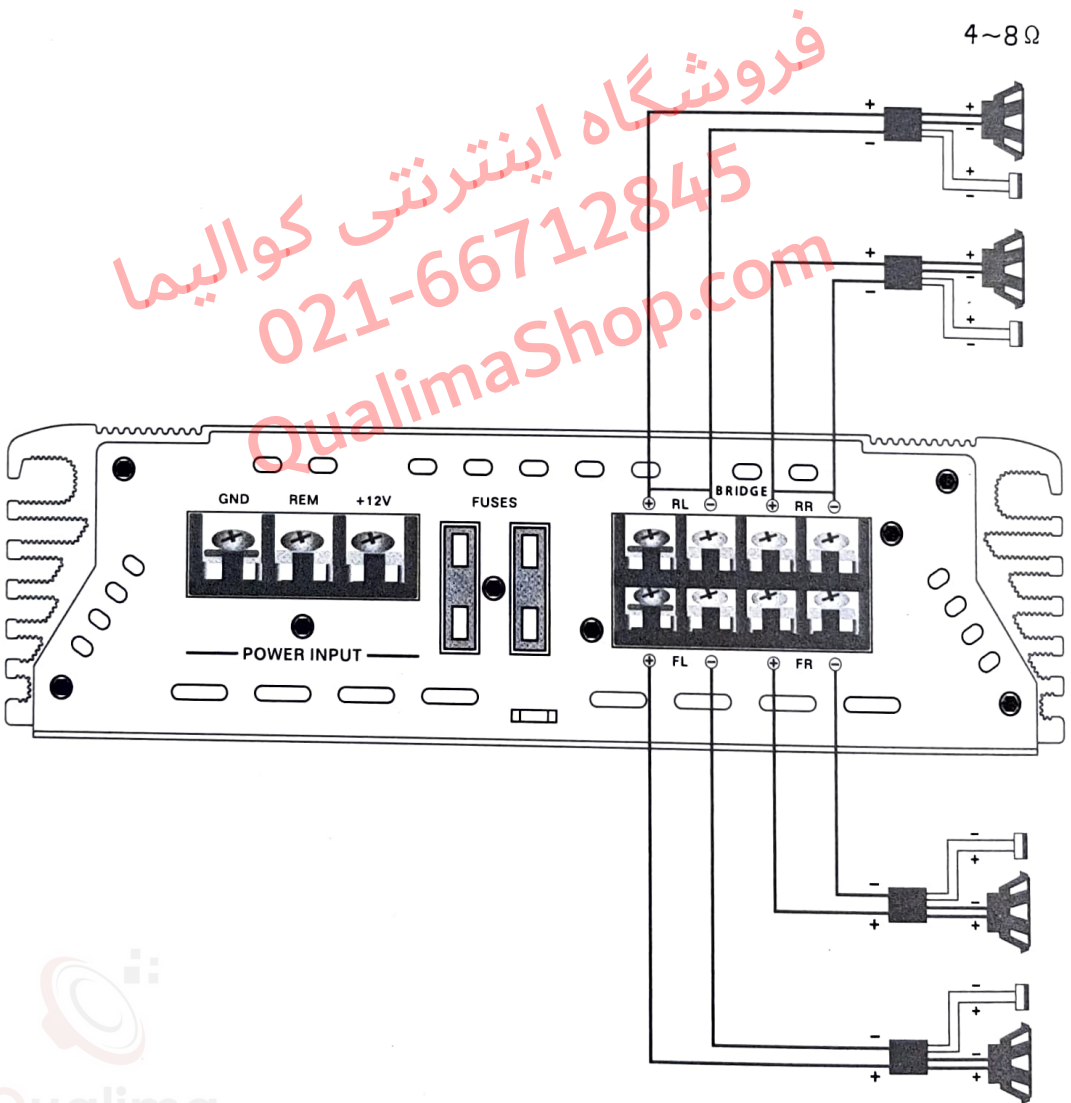 4~8Ω
فروشگاه اینترنتی کوالیما
021-66712845
QualimaShop.com
+ +
- -
+
-
+ +
- -
+
-
GND REM +12V FUSES ⊕ RL ⊖ BRIDGE ⊕ RR ⊖
POWER INPUT
⊕ FL ⊖ ⊕ FR ⊖
-
+
- -
+ +
-
+
- -
+ +
Qualima